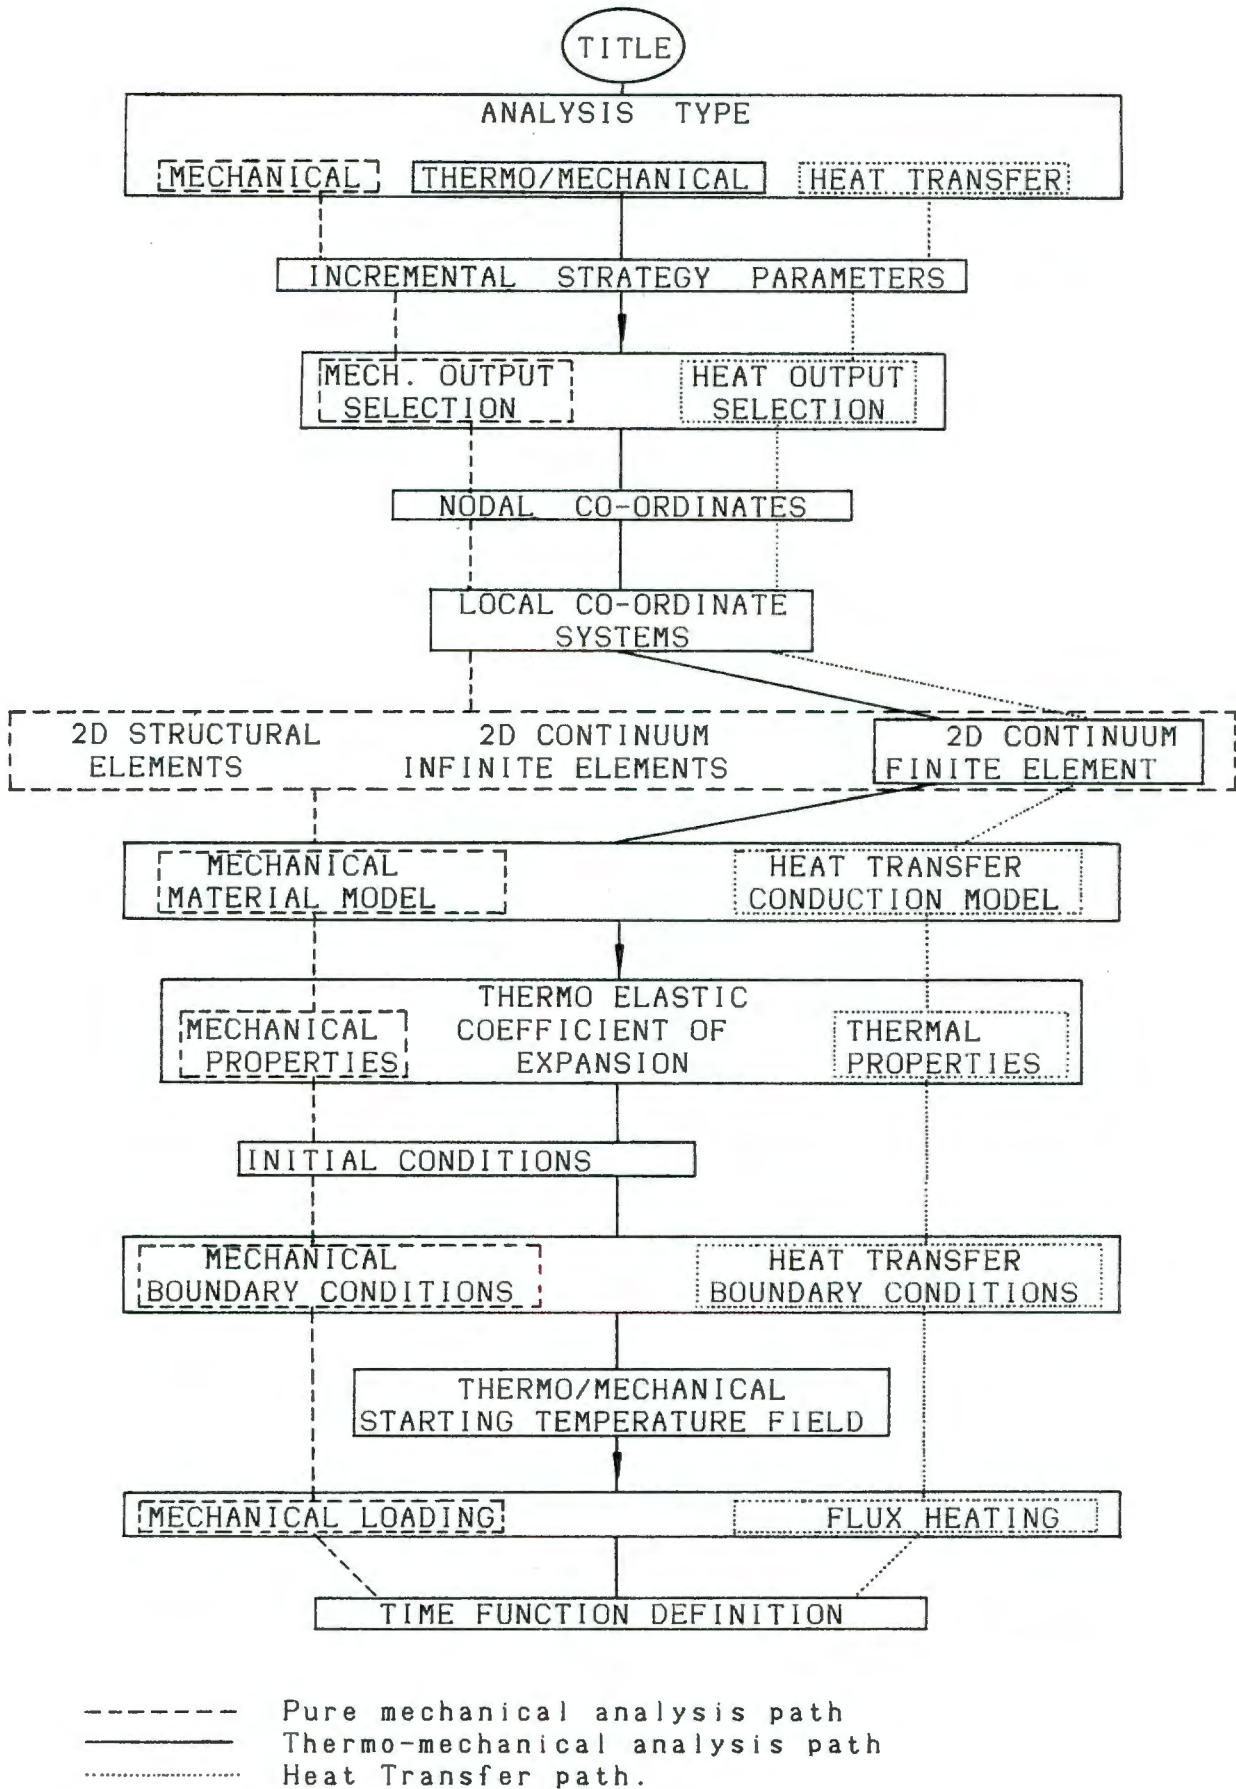 TITLE
ANALYSIS TYPE
MECHANICAL THERMO/MECHANICAL HEAT TRANSFER
INCREMENTAL STRATEGY PARAMETERS
MECH. OUTPUT
SELECTION
HEAT OUTPUT
SELECTION
NODAL CO-ORDINATES
LOCAL CO-ORDINATE
SYSTEMS
2D STRUCTURAL
ELEMENTS
2D CONTINUUM
INFINITE ELEMENTS
2D CONTINUUM
FINITE ELEMENT
MECHANICAL
MATERIAL MODEL
HEAT TRANSFER
CONDUCTION MODEL
MECHANICAL
PROPERTIES
THERMO ELASTIC
COEFFICIENT OF
EXPANSION
THERMAL
PROPERTIES
INITIAL CONDITIONS
MECHANICAL
BOUNDARY CONDITIONS
HEAT TRANSFER
BOUNDARY CONDITIONS
THERMO/MECHANICAL
STARTING TEMPERATURE FIELD
MECHANICAL LOADING
FLUX HEATING
TIME FUNCTION DEFINITION
Pure mechanical analysis path
Thermo-mechanical analysis path
Heat Transfer path.